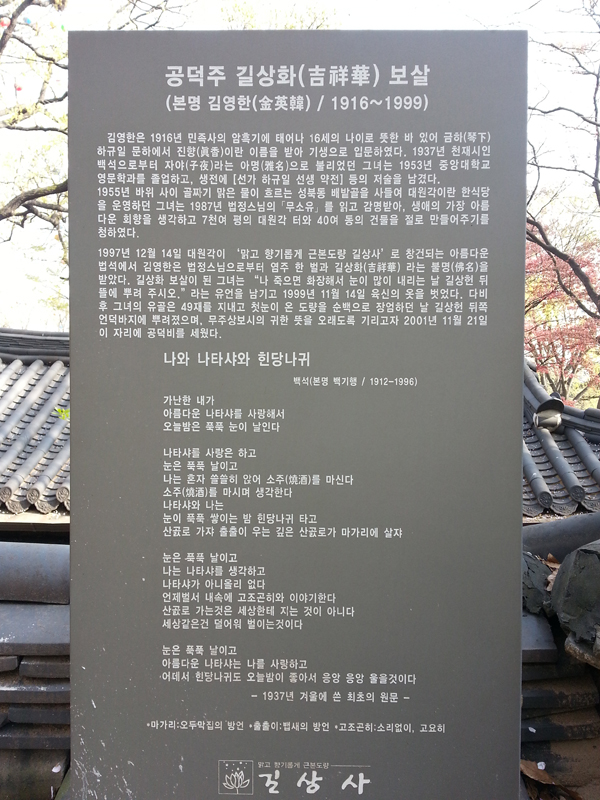 공덕주 길상화(吉祥華) 보살
(본명 김영한(金英韓) / 1916~1999)
김영한은 1916년 민족사의 암흑기에 태어나 16세의 나이로 뜻한 바 있어 금하(琴下)
하규일 문하에서 진향(眞香)이란 이름을 받아 기생으로 입문하였다. 1937년 천재시인
백석으로부터 자야(子夜)라는 아명(雅名)으로 불리었던 그녀는 1953년 중앙대학교
영문학과를 졸업하고, 생전에 [선가 하규일 선생 약전] 등의 저술을 남겼다.
1955년 바위 사이 골짜기 맑은 물이 흐르는 성북동 배밭골을 사들여 대원각이란 한식당
을 운영하던 그녀는 1987년 법정스님의 「무소유」를 읽고 감명받아, 생애의 가장 아름
다운 회향을 생각하고 7천여 평의 대원각 터와 40여 동의 건물을 절로 만들어주기를
청하였다.
1997년 12월 14일 대원각이 '맑고 향기롭게 근본도량 길상사' 로 창건되는 아름다운
법석에서 김영한은 법정스님으로부터 염주 한 벌과 길상화(吉祥華) 라는 불명(佛名)을
받았다. 길상화 보살이 된 그녀는 "나 죽으면 화장해서 눈이 많이 내리는 날 길상헌 뒤
뜰에 뿌려 주시오." 라는 유언을 남기고 1999년 11월 14일 육신의 옷을 벗었다. 다비
후 그녀의 유골은 49재를 지내고 첫눈이 온 도량을 순백으로 장엄하던 날 길상헌 뒤쪽
언덕바지에 뿌려졌으며, 무주상보시의 귀한 뜻을 오래도록 기리고자 2001년 11월 21일
이 자리에 공덕비를 세웠다.
나와 나타샤와 힌당나귀
백석(본명 백기행 / 1912-1996)
가난한 내가
아름다운 나타샤를 사랑해서
오늘밤은 푹푹 눈이 날인다
나타샤를 사랑은 하고
눈은 푹푹 날이고
나는 혼자 쓸쓸히 앉어 소주(燒酒)를 마신다
소주(燒酒)를 마시며 생각한다
나타샤와 나는
눈이 푹푹 쌓이는 밤 힌당나귀 타고
산곬로 가쟈 출출이 우는 깊은 산곬로가 마가리에 살쟈
눈은 푹푹 날이고
나는 나타샤를 생각하고
나타샤가 아니올리 없다
언제벌서 내속에 고조곤히와 이야기한다
산곬로 가는것은 세상한테 지는 것이 아니다
세상같은건 덜어워 벌이는것이다
눈은 푹푹 날이고
아름다운 나타샤는 나를 사랑하고
어데서 힌당나귀도 오늘밤이 좋아서 응앙 응앙 울을것이다
- 1937년 겨울에 쓴 최초의 원문 -
*마가리:오두막집의 방언 *출출이:뱁새의 방언 *고조곤히:소리없이, 고요히
맑고 향기롭게 근본도량
길상사